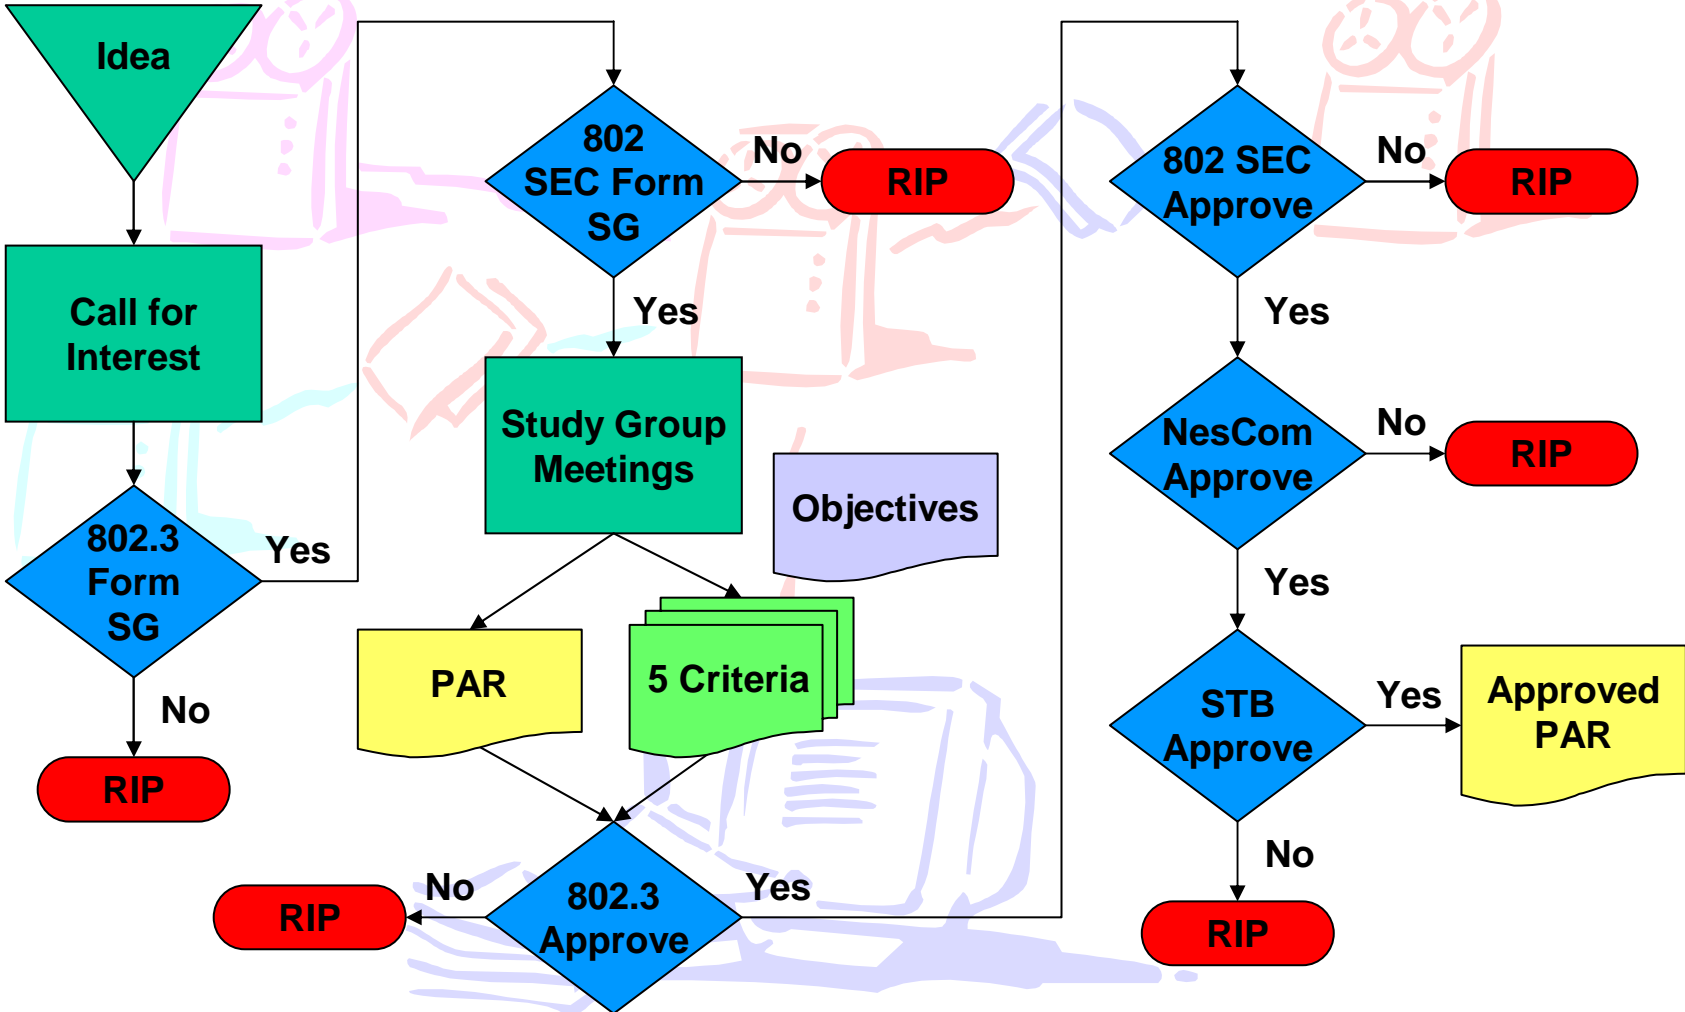 Idea
Call for
Interest
802.3
Form
SG
Yes
No
RIP
802
SEC Form
SG
No
RIP
Yes
Study Group
Meetings
Objectives
PAR
5 Criteria
802.3
Approve
No
RIP
Yes
802 SEC
Approve
No
RIP
Yes
NesCom
Approve
No
RIP
Yes
STB
Approve
Yes
Approved
PAR
No
RIP